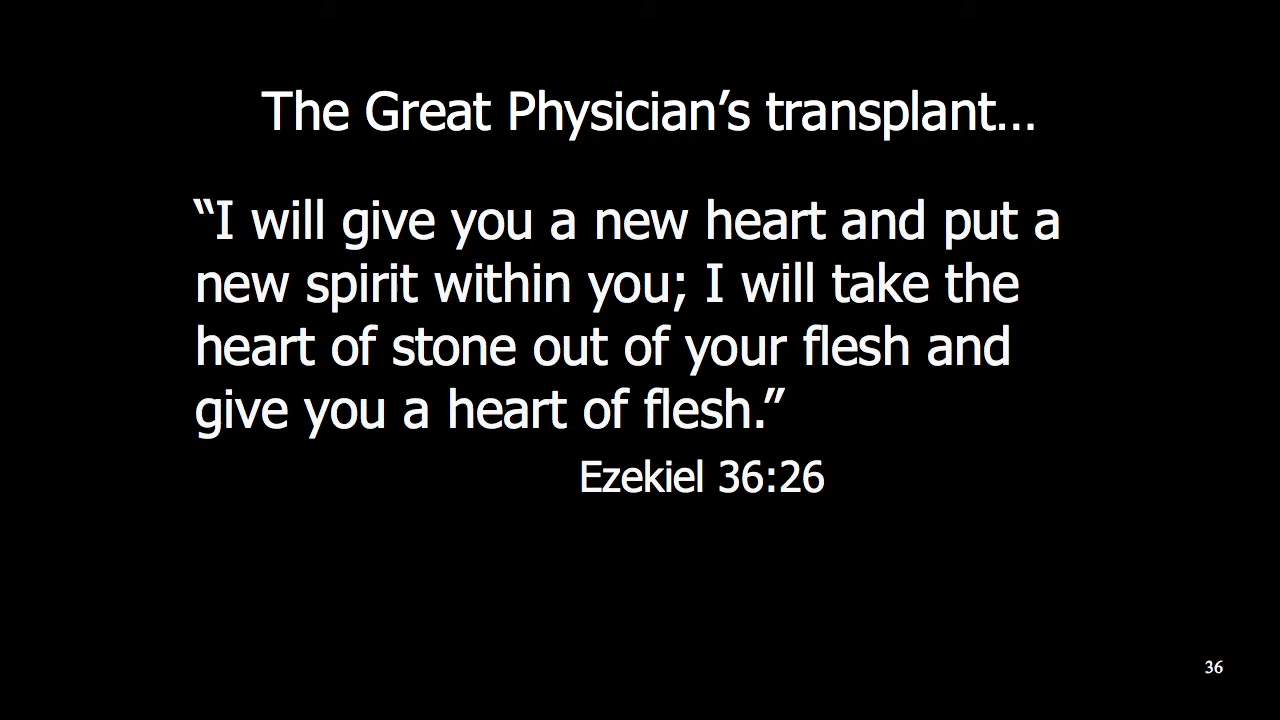 The Great Physician’s transplant…
“I will give you a new heart and put a
new spirit within you; I will take the
heart of stone out of your flesh and
give you a heart of flesh.”
Ezekiel 36:26
36